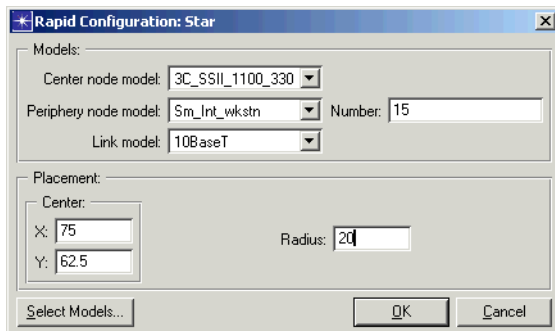 Rapid Configuration: Star
Models:
Center node model: 3C_SSII_1100_330
Periphery node model: Sm_Int_wkstn Number: 15
Link model: 10BaseT
Placement:
Center:
X: 75
Radius: 20
Y: 62.5
Select Models... OK Cancel